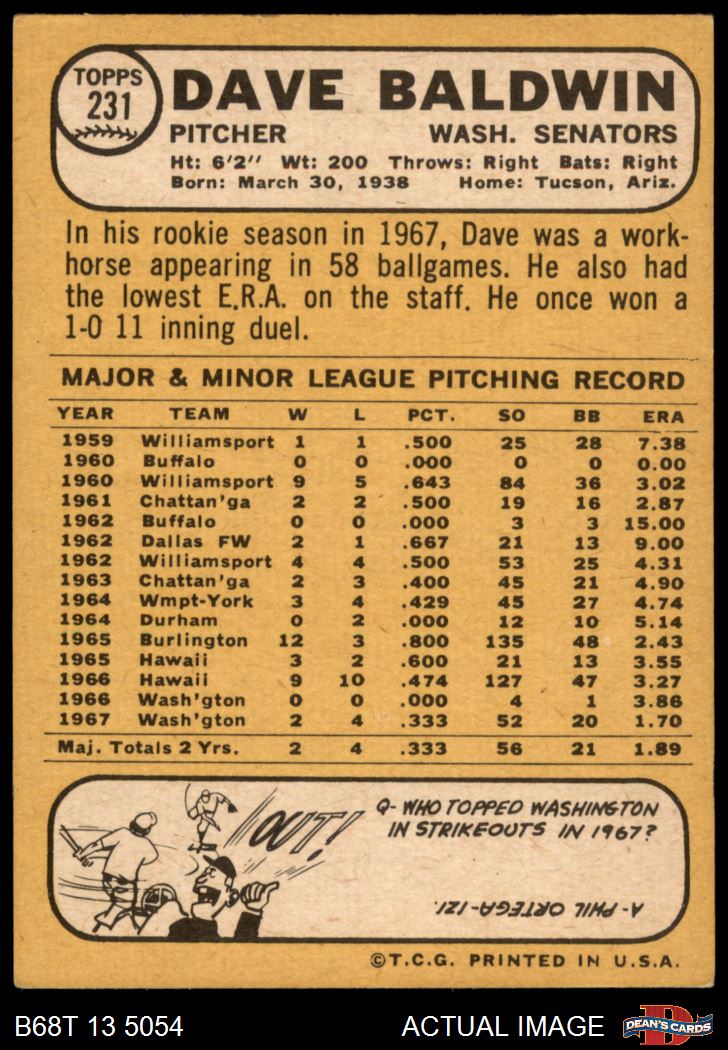 TOPPS
231
DAVE BALDWIN
PITCHER WASH. SENATORS
Ht: 6'2" Wt: 200 Throws: Right Bats: Right
Born: March 30, 1938 Home: Tucson, Ariz.
In his rookie season in 1967, Dave was a work-
horse appearing in 58 ballgames. He also had
the lowest E.R.A. on the staff. He once won a
1-0 11 inning duel.
MAJOR & MINOR LEAGUE PITCHING RECORD
YEAR TEAM W L PCT. SO BB ERA
1959 Williamsport 1 1 .500 25 28 7.38
1960 Buffalo 0 0 .000 0 0 0.00
1960 Williamsport 9 5 .643 84 36 3.02
1961 Chattan'ga 2 2 .500 19 16 2.87
1962 Buffalo 0 0 .000 3 3 15.00
1962 Dallas FW 2 1 .667 21 13 9.00
1962 Williamsport 4 4 .500 53 25 4.31
1963 Chattan'ga 2 3 .400 45 21 4.90
1964 Wmpt-York 3 4 .429 45 27 4.74
1964 Durham 0 2 .000 12 10 5.14
1965 Burlington 12 3 .800 135 48 2.43
1965 Hawaii 3 2 .600 21 13 3.55
1966 Hawaii 9 10 .474 127 47 3.27
1966 Wash'gton 0 0 .000 4 1 3.86
1967 Wash'gton 2 4 .333 52 20 1.70
Maj. Totals 2 Yrs. 2 4 .333 56 21 1.89
OUT!
Q- WHO TOPPED WASHINGTON
IN STRIKEOUTS IN 1967?
A- PHIL ORTEGA-121.
©T.C.G. PRINTED IN U.S.A.
B68T 13 5054 ACTUAL IMAGE
D
DEAN'S CARDS